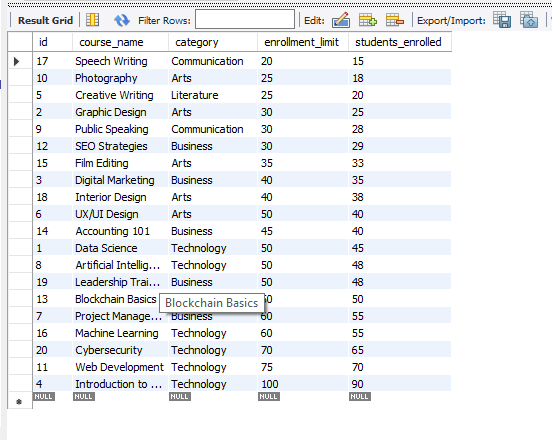 Result Grid Filter Rows: Edit: Export/Import:
id course_name category enrollment_limit students_enrolled
17 Speech Writing Communication 20 15
10 Photography Arts 25 18
5 Creative Writing Literature 25 20
2 Graphic Design Arts 30 25
9 Public Speaking Communication 30 28
12 SEO Strategies Business 30 29
15 Film Editing Arts 35 33
3 Digital Marketing Business 40 35
18 Interior Design Arts 40 38
6 UX/UI Design Arts 50 40
14 Accounting 101 Business 45 40
1 Data Science Technology 50 45
8 Artificial Intellig... Technology 50 48
19 Leadership Trai... Business 50 48
13 Blockchain Basics Blockchain Basics 50
7 Project Manage... Business 60 55
16 Machine Learning Technology 60 55
20 Cybersecurity Technology 70 65
11 Web Development Technology 75 70
4 Introduction to ... Technology 100 90
NULL NULL NULL NULL NULL